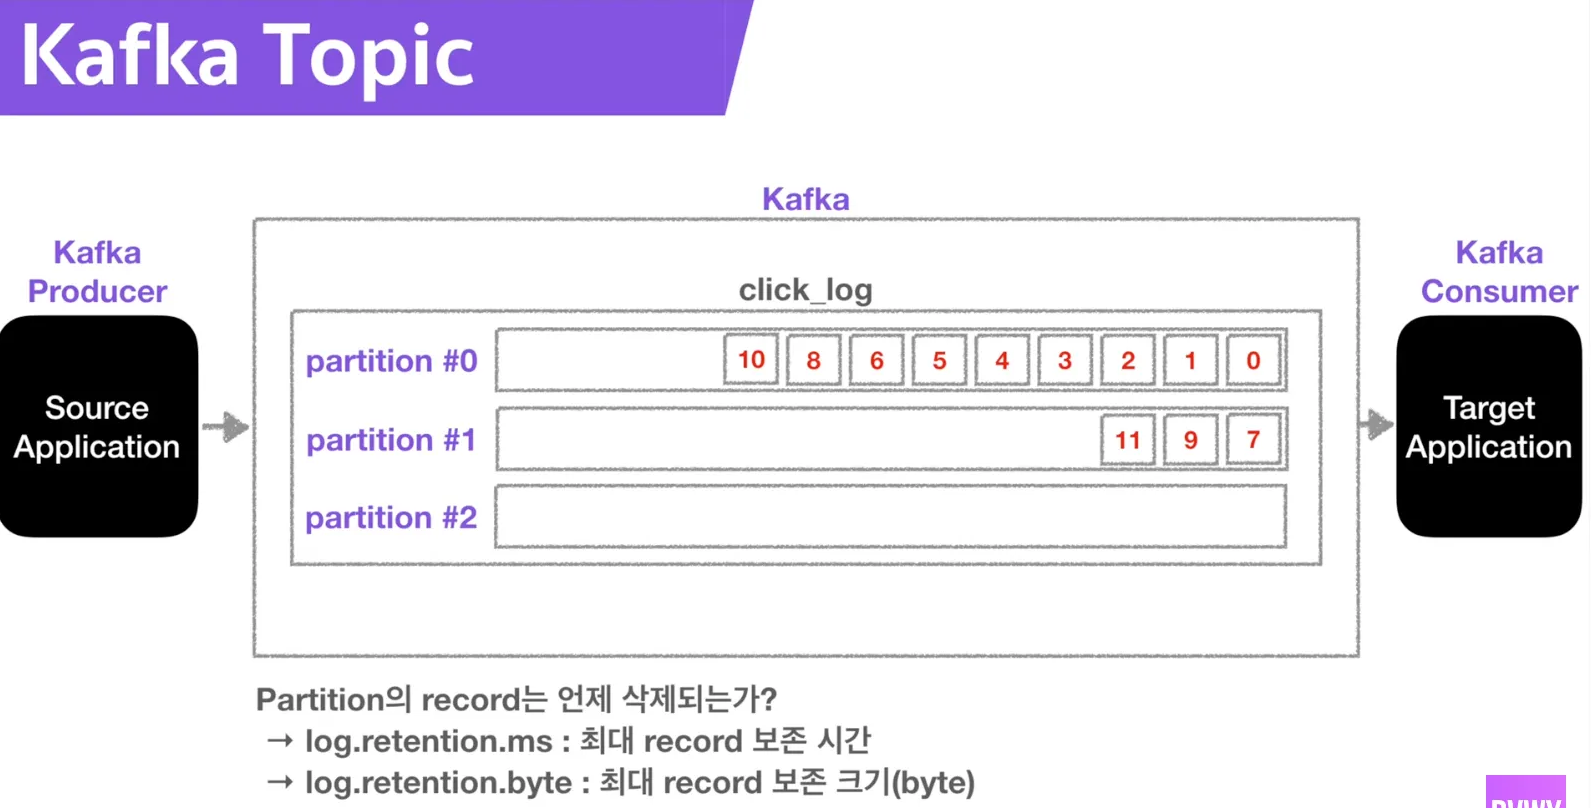 Kafka Topic
Kafka
Kafka
Producer
Source
Application
click_log
partition #0
10 8 6 5 4 3 2 1 0
partition #1
11 9 7
partition #2
Kafka
Consumer
Target
Application
Partition의 record는 언제 삭제되는가?
→ log.retention.ms : 최대 record 보존 시간
→ log.retention.byte : 최대 record 보존 크기(byte)